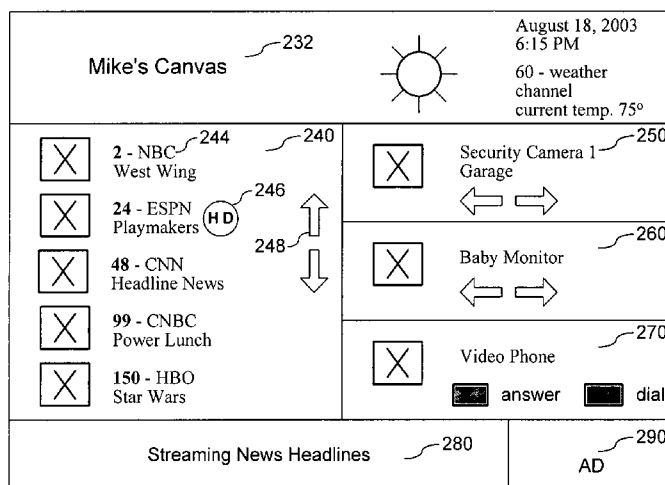 232
Mike's Canvas
August 18, 2003
6:15 PM
60 - weather
channel
current temp. 75°
244
240
2 - NBC
West Wing
246
24 - ESPN
Playmakers
HD
248
48 - CNN
Headline News
99 - CNBC
Power Lunch
150 - HBO
Star Wars
250
Security Camera 1
Garage
260
Baby Monitor
270
Video Phone
answer
dial
280
Streaming News Headlines
290
AD